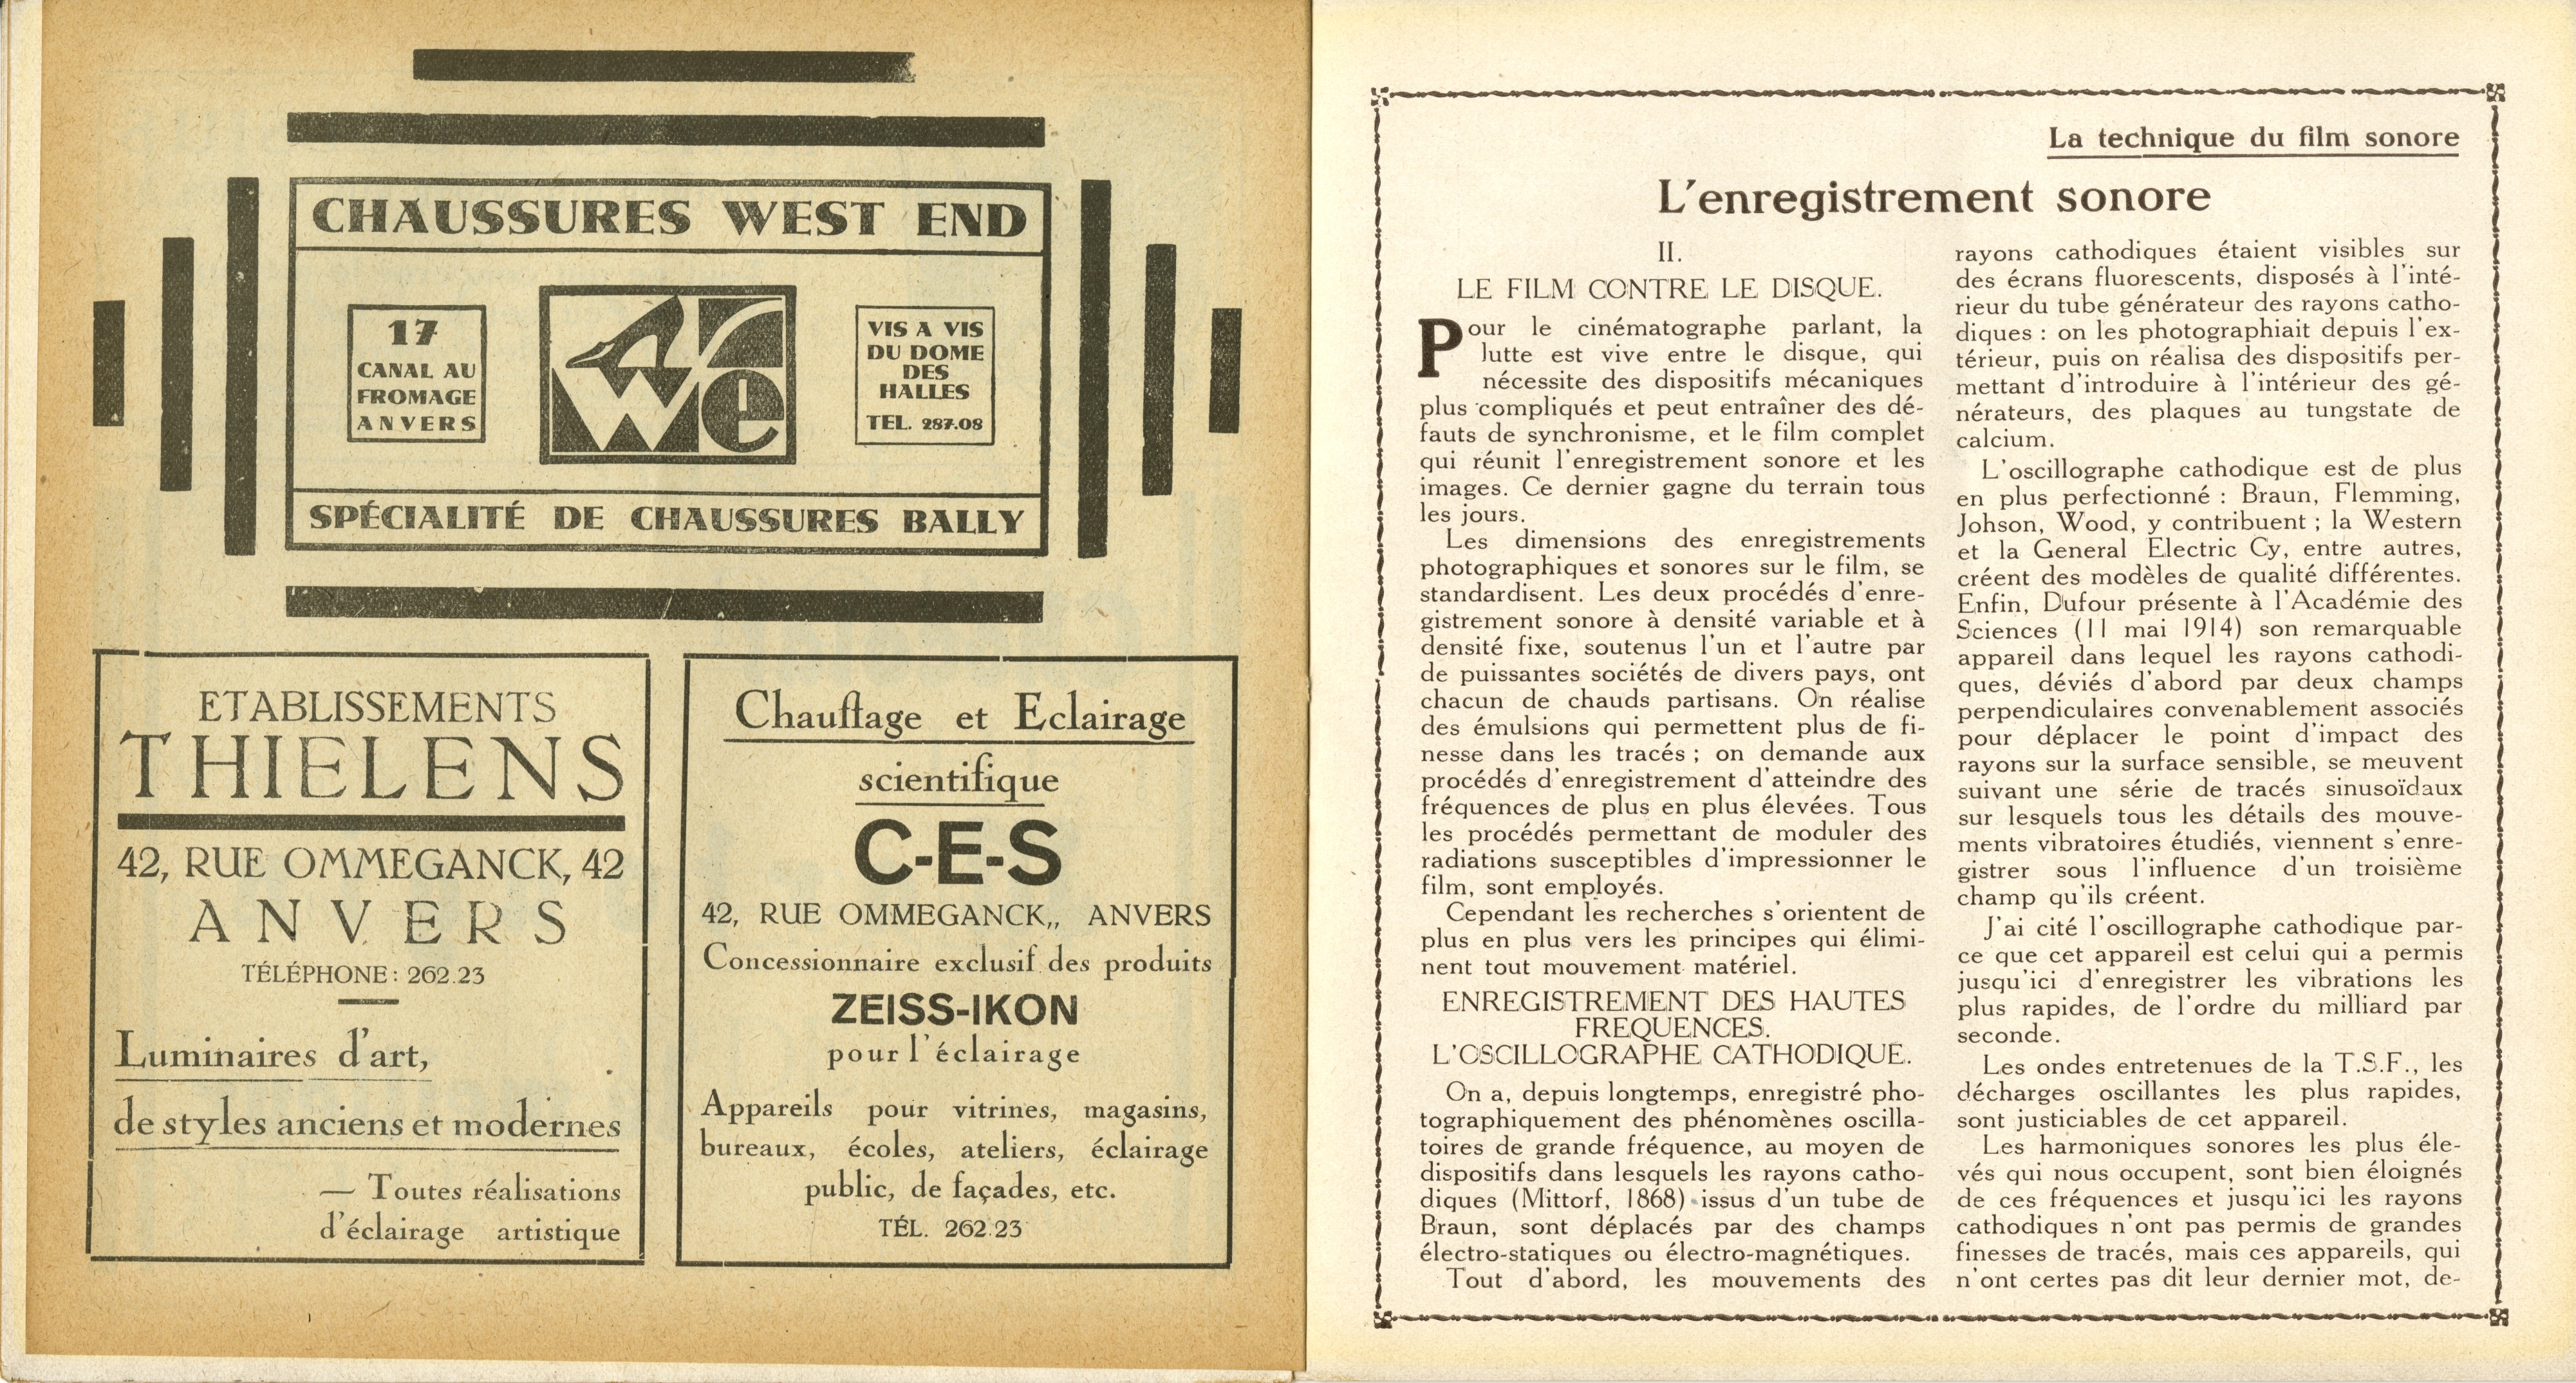 CHAUSSURES WEST END
17
CANAL AU
FROMAGE
ANVERS
We
VIS A VIS
DU DOME
DES
HALLES
TEL. 287.08
SPÉCIALITÉ DE CHAUSSURES BALLY
ETABLISSEMENTS
THIELENS
42, RUE OMMEGANCK, 42
ANVERS
TÉLÉPHONE: 262.23
Luminaires d'art,
de styles anciens et modernes
— Toutes réalisations
d'éclairage artistique
Chauffage et Eclairage
scientifique
C-E-S
42, RUE OMMEGANCK,, ANVERS
Concessionnaire exclusif des produits
ZEISS-IKON
pour l'éclairage
Appareils pour vitrines, magasins,
bureaux, écoles, ateliers, éclairage
public, de façades, etc.
TÉL. 262.23
La technique du film sonore
L'enregistrement sonore
II.
LE FILM CONTRE LE DISQUE.
Pour le cinématographe parlant, la
lutte est vive entre le disque, qui
nécessite des dispositifs mécaniques
plus compliqués et peut entraîner des dé-
fauts de synchronisme, et le film complet
qui réunit l'enregistrement sonore et les
images. Ce dernier gagne du terrain tous
les jours.
Les dimensions des enregistrements
photographiques et sonores sur le film, se
standardisent. Les deux procédés d'enre-
gistrement sonore à densité variable et à
densité fixe, soutenus l'un et l'autre par
de puissantes sociétés de divers pays, ont
chacun de chauds partisans. On réalise
des émulsions qui permettent plus de fi-
nesse dans les tracés ; on demande aux
procédés d'enregistrement d'atteindre des
fréquences de plus en plus élevées. Tous
les procédés permettant de moduler des
radiations susceptibles d'impressionner le
film, sont employés.
Cependant les recherches s'orientent de
plus en plus vers les principes qui élimi-
nent tout mouvement matériel.
ENREGISTREMENT DES HAUTES
FREQUENCES.
L'OSCILLOGRAPHE CATHODIQUE.
On a, depuis longtemps, enregistré pho-
tographiquement des phénomènes oscilla-
toires de grande fréquence, au moyen de
dispositifs dans lesquels les rayons catho-
diques (Mittorf, 1868) issus d'un tube de
Braun, sont déplacés par des champs
électro-statiques ou électro-magnétiques.
Tout d'abord, les mouvements des
rayons cathodiques étaient visibles sur
des écrans fluorescents, disposés à l'inté-
rieur du tube générateur des rayons catho-
diques : on les photographiait depuis l'ex-
térieur, puis on réalisa des dispositifs per-
mettant d'introduire à l'intérieur des gé-
nérateurs, des plaques au tungstate de
calcium.
L'oscillographe cathodique est de plus
en plus perfectionné : Braun, Flemming,
Johson, Wood, y contribuent ; la Western
et la General Electric Cy, entre autres,
créent des modèles de qualité différentes.
Enfin, Dufour présente à l'Académie des
Sciences (11 mai 1914) son remarquable
appareil dans lequel les rayons cathodi-
ques, déviés d'abord par deux champs
perpendiculaires convenablement associés
pour déplacer le point d'impact des
rayons sur la surface sensible, se meuvent
suivant une série de tracés sinusoïdaux
sur lesquels tous les détails des mouve-
ments vibratoires étudiés, viennent s'enre-
gistrer sous l'influence d'un troisième
champ qu'ils créent.
J'ai cité l'oscillographe cathodique par-
ce que cet appareil est celui qui a permis
jusqu'ici d'enregistrer les vibrations les
plus rapides, de l'ordre du milliard par
seconde.
Les ondes entretenues de la T.S.F., les
décharges oscillantes les plus rapides,
sont justiciables de cet appareil.
Les harmoniques sonores les plus éle-
vés qui nous occupent, sont bien éloignés
de ces fréquences et jusqu'ici les rayons
cathodiques n'ont pas permis de grandes
finesses de tracés, mais ces appareils, qui
n'ont certes pas dit leur dernier mot, de-